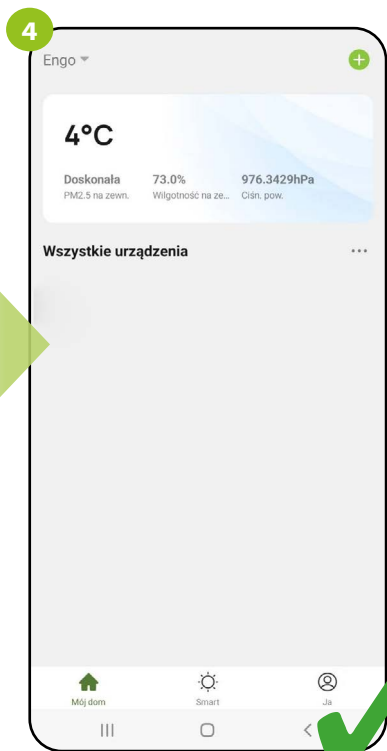 4
Engo
4°C
Doskonała 73.0% 976.3429hPa
PM2.5 na zewn. Wilgotność na ze... Ciśn. pow.
Wszystkie urządzenia
Mój dom Smart Ja